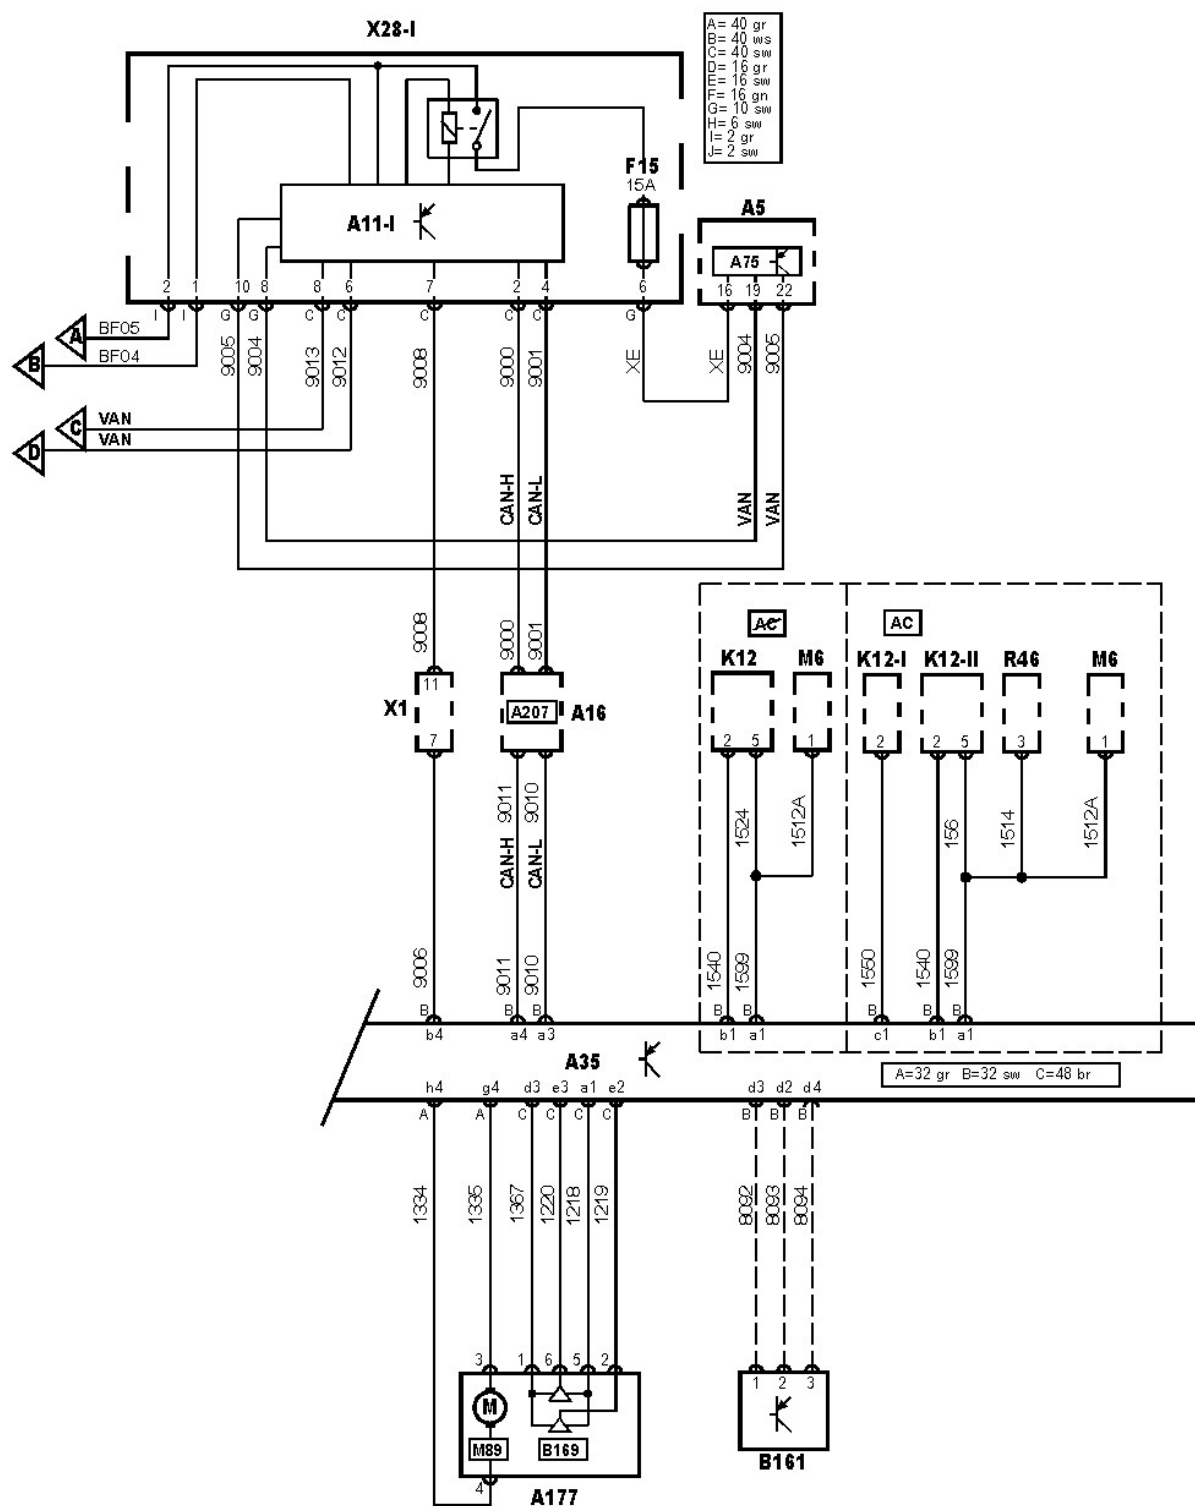 X28-I
A= 40 gr
B= 40 ws
C= 40 sw
D= 16 gr
E= 16 sw
F= 16 gn
G= 10 sw
H= 6 sw
I= 2 gr
J= 2 sw
F15
15A
A11-I
A5
A75
2 1 10 8 8 6 7 2 4 6
16 19 22
I I G G C C C C C G
A BF05
B BF04
9005 9004 9013 9012 9008 9000 9001 XE XE 9004 9005
C VAN
D VAN
CAN-H CAN-L VAN VAN
9008 9000 9001
AC AC
K12 M6 K12-I K12-II R46 M6
11
X1 A207 A16
7
2 5 1 2 2 5 3 1
9011 9010 1524 1512A 156 1514 1512A
CAN-H CAN-L
9006 9011 9010 1540 1599 1550 1540 1599
B B B B B B B B
b4 a4 a3 b1 a1 c1 b1 a1
A35
A=32 gr B=32 sw C=48 br
h4 g4 d3 e3 a1 e2 d3 d2 d4
A A C C C C B B B
1334 1335 1367 1220 1218 1219 8092 8093 8094
3 1 6 5 2
1 2 3
M
M89 B169
4
B161
A177